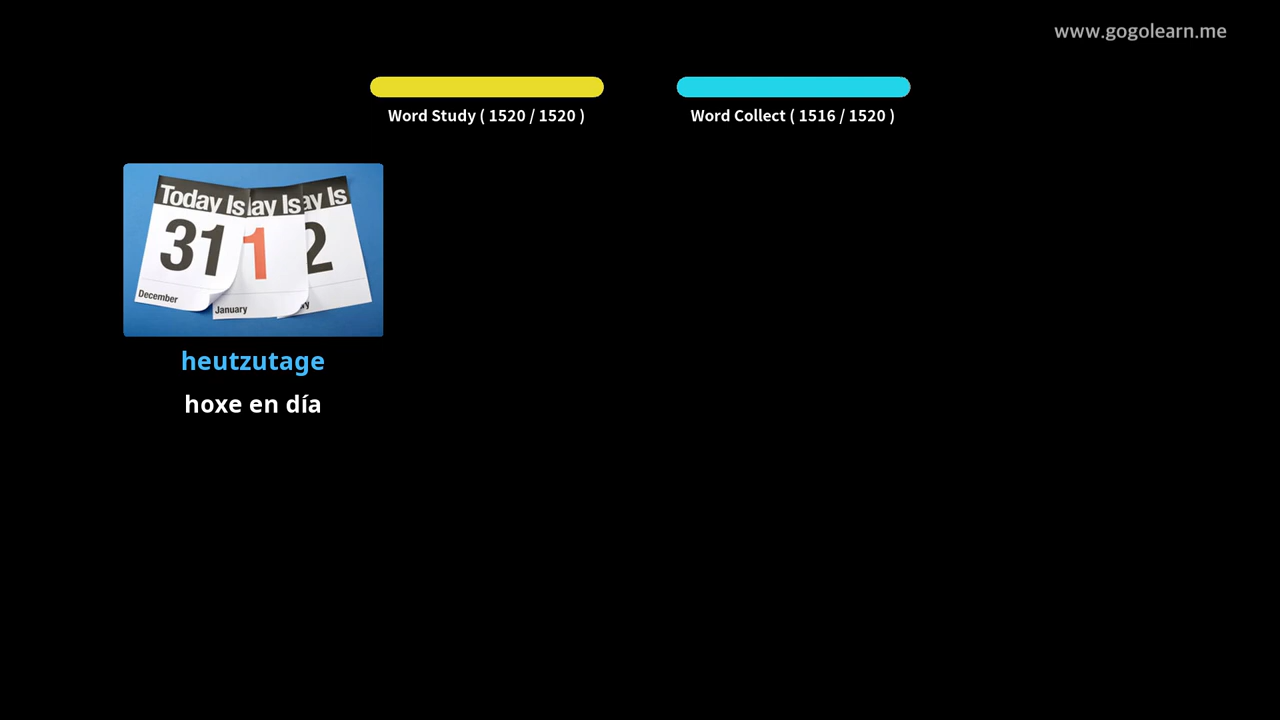 www.gogolearn.me
Word Study ( 1520 / 1520 )
Word Collect ( 1516 / 1520 )
Today Is
ay Is
ay Is
31
1
2
December
January
ry
heutzutage
hoxe en día